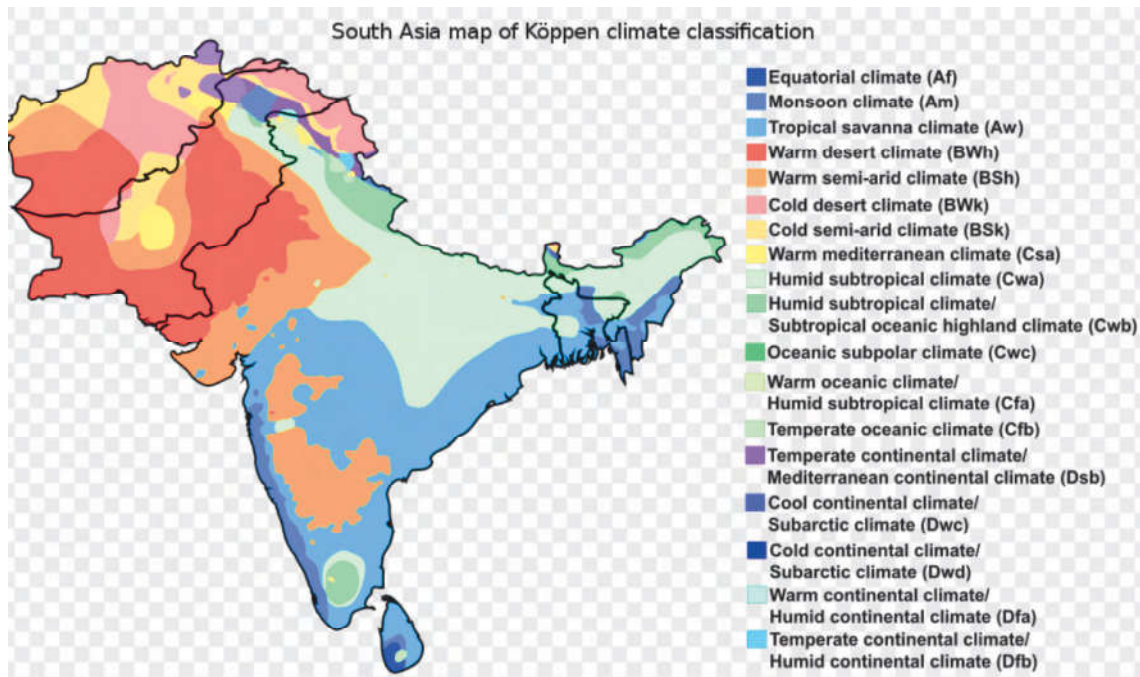 South Asia map of Köppen climate classification
Equatorial climate (Af)
Monsoon climate (Am)
Tropical savanna climate (Aw)
Warm desert climate (BWh)
Warm semi-arid climate (BSh)
Cold desert climate (BWk)
Cold semi-arid climate (BSk)
Warm mediterranean climate (Csa)
Humid subtropical climate (Cwa)
Humid subtropical climate/
Subtropical oceanic highland climate (Cwb)
Oceanic subpolar climate (Cwc)
Warm oceanic climate/
Humid subtropical climate (Cfa)
Temperate oceanic climate (Cfb)
Temperate continental climate/
Mediterranean continental climate (Dsb)
Cool continental climate/
Subarctic climate (Dwc)
Cold continental climate/
Subarctic climate (Dwd)
Warm continental climate/
Humid continental climate (Dfa)
Temperate continental climate/
Humid continental climate (Dfb)